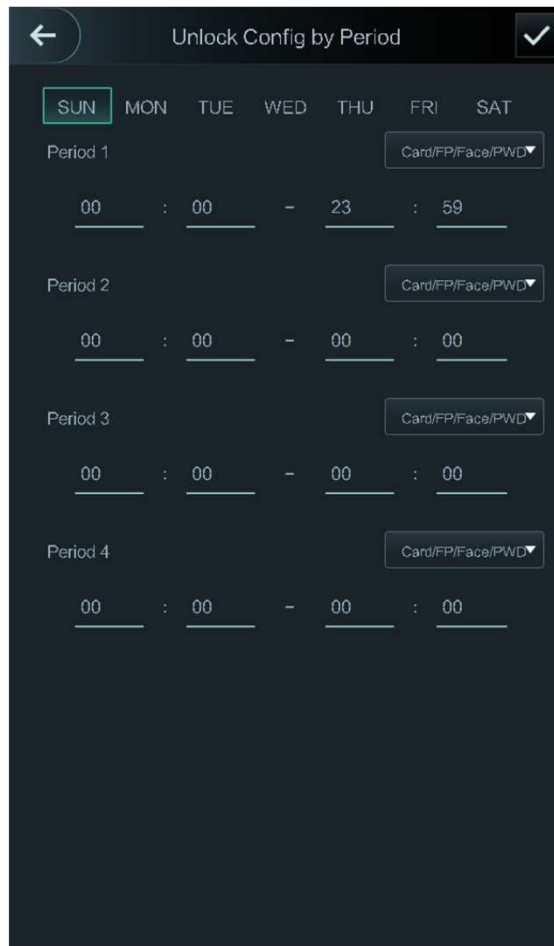 Unlock Config by Period
SUN MON TUE WED THU FRI SAT
Period 1 Card/FP/Face/PWD
00 : 00 - 23 : 59
Period 2 Card/FP/Face/PWD
00 : 00 - 00 : 00
Period 3 Card/FP/Face/PWD
00 : 00 - 00 : 00
Period 4 Card/FP/Face/PWD
00 : 00 - 00 : 00